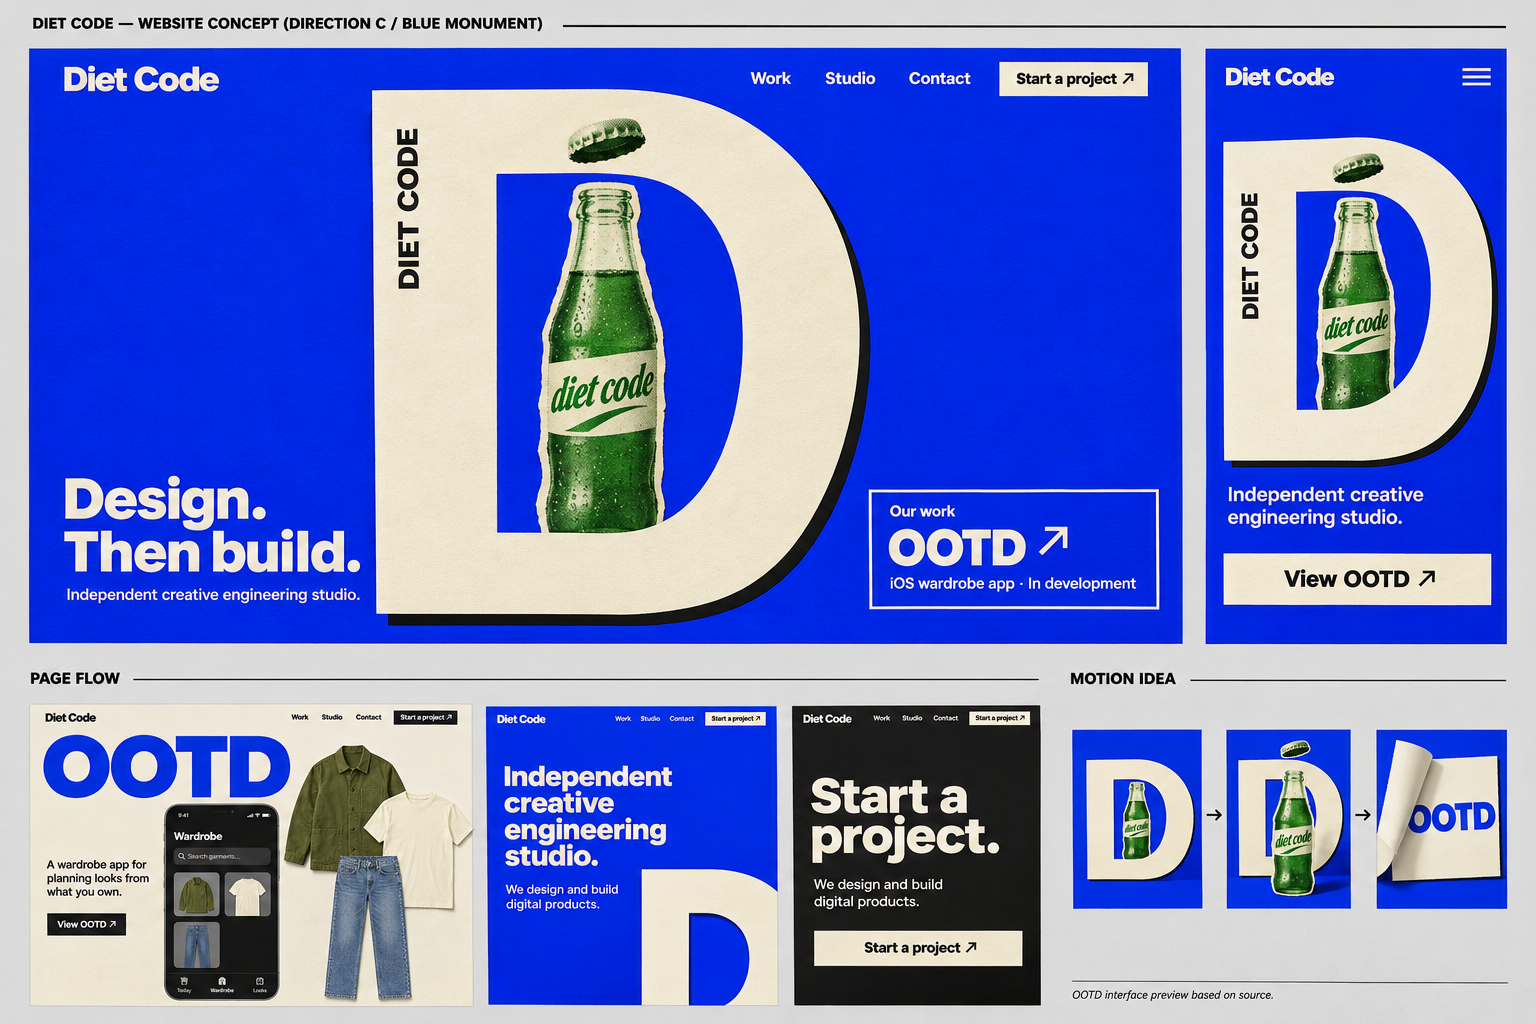 DIET CODE — WEBSITE CONCEPT (DIRECTION C / BLUE MONUMENT)
Diet Code
Work
Studio
Contact
Start a project ↗
DIET CODE
diet code
Design.
Then build.
Independent creative engineering studio.
Our work
OOTD ↗
iOS wardrobe app · In development
Diet Code
DIET CODE
diet code
Independent creative
engineering studio.
View OOTD ↗
PAGE FLOW
Diet Code
Work
Studio
Contact
Start a project ↗
OOTD
A wardrobe app for
planning looks from
what you own.
View OOTD ↗
9:41
Wardrobe
Search garments...
Today
Wardrobe
Looks
Diet Code
Work
Studio
Contact
Start a project ↗
Independent
creative
engineering
studio.
We design and build
digital products.
Diet Code
Work
Studio
Contact
Start a project ↗
Start a
project.
We design and build
digital products.
Start a project ↗
MOTION IDEA
diet code
diet code
OOTD
OOTD interface preview based on source.